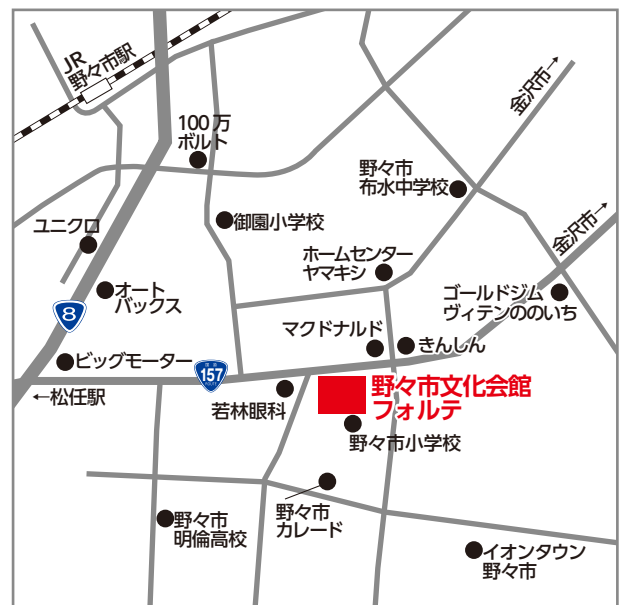 JR
野々市駅
100万
ボルト
金沢市→
野々市
布水中学校
ユニクロ
御園小学校
金沢市→
ホームセンター
ヤマキシ
オート
バックス
ゴールドジム
ヴィテンののいち
8
マクドナルド
きんしん
ビッグモーター
国道
157
ROUTE
←松任駅
若林眼科
野々市文化会館
フォルテ
野々市小学校
野々市
カレード
野々市
明倫高校
イオンタウン
野々市